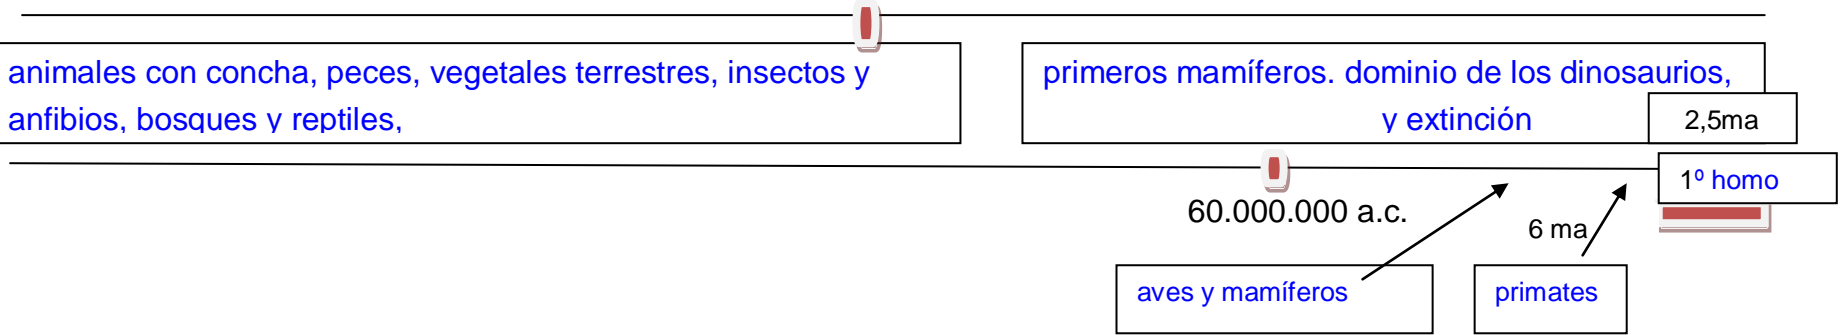 animales con concha, peces, vegetales terrestres, insectos y
anfibios, bosques y reptiles,
primeros mamíferos. dominio de los dinosaurios,
y extinción
2,5ma
1º homo
60.000.000 a.c.
6 ma
aves y mamíferos
primates